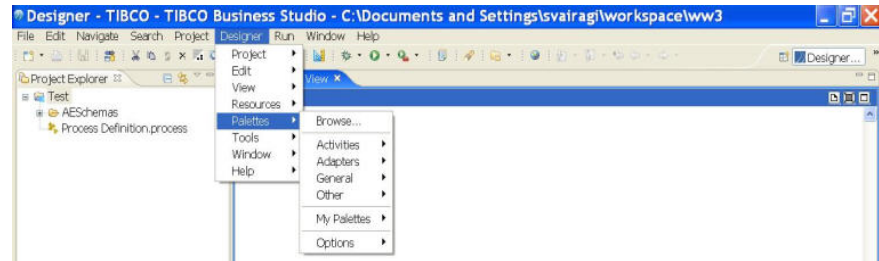 Designer - TIBCO - TIBCO Business Studio - C:\Documents and Settings\svairagi\workspace\ww3
File Edit Navigate Search Project Designer Run Window Help
Designer... »
Project Explorer
View
Test
AESchemas
Process Definition.process
Project
Edit
View
Resources
Palettes
Tools
Window
Help
Browse...
Activities
Adapters
General
Other
My Palettes
Options